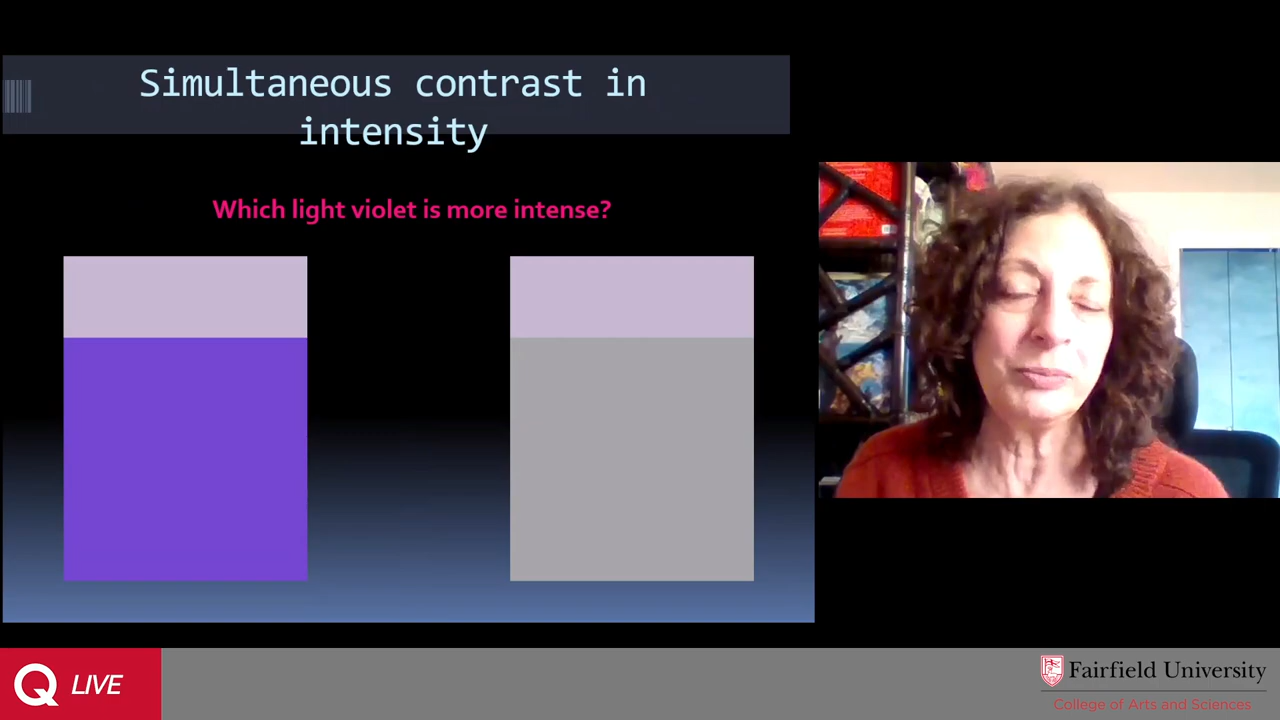 Simultaneous contrast in
intensity
Which light violet is more intense?
Q LIVE
Fairfield University
College of Arts and Sciences